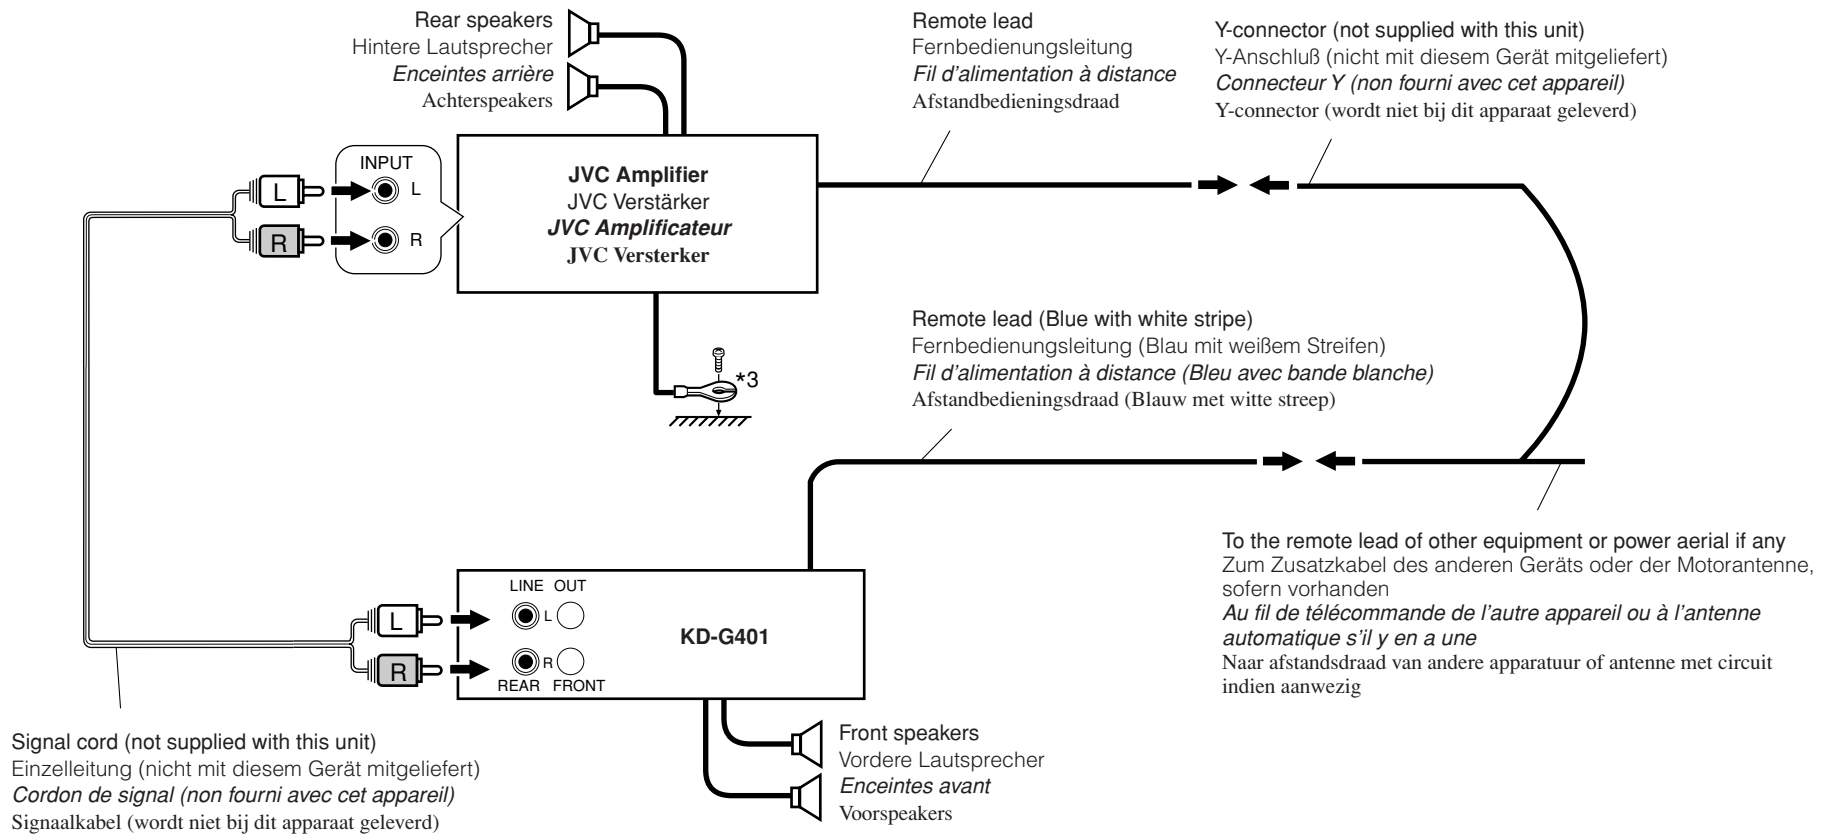 Rear speakers
Hintere Lautsprecher
Enceintes arrière
Achterspeakers
Remote lead
Fernbedienungsleitung
Fil d'alimentation à distance
Afstandbedieningsdraad
Y-connector (not supplied with this unit)
Y-Anschluß (nicht mit diesem Gerät mitgeliefert)
Connecteur Y (non fourni avec cet appareil)
Y-connector (wordt niet bij dit apparaat geleverd)
INPUT
L
L
R
R
JVC Amplifier
JVC Verstärker
JVC Amplificateur
JVC Versterker
*3
Remote lead (Blue with white stripe)
Fernbedienungsleitung (Blau mit weißem Streifen)
Fil d'alimentation à distance (Bleu avec bande blanche)
Afstandbedieningsdraad (Blauw met witte streep)
To the remote lead of other equipment or power aerial if any
Zum Zusatzkabel des anderen Geräts oder der Motorantenne,
sofern vorhanden
Au fil de télécommande de l'autre appareil ou à l'antenne
automatique s'il y en a une
Naar afstandsdraad van andere apparatuur of antenne met circuit
indien aanwezig
LINE OUT
L
L
R
R
REAR FRONT
KD-G401
Signal cord (not supplied with this unit)
Einzelleitung (nicht mit diesem Gerät mitgeliefert)
Cordon de signal (non fourni avec cet appareil)
Signaalkabel (wordt niet bij dit apparaat geleverd)
Front speakers
Vordere Lautsprecher
Enceintes avant
Voorspeakers